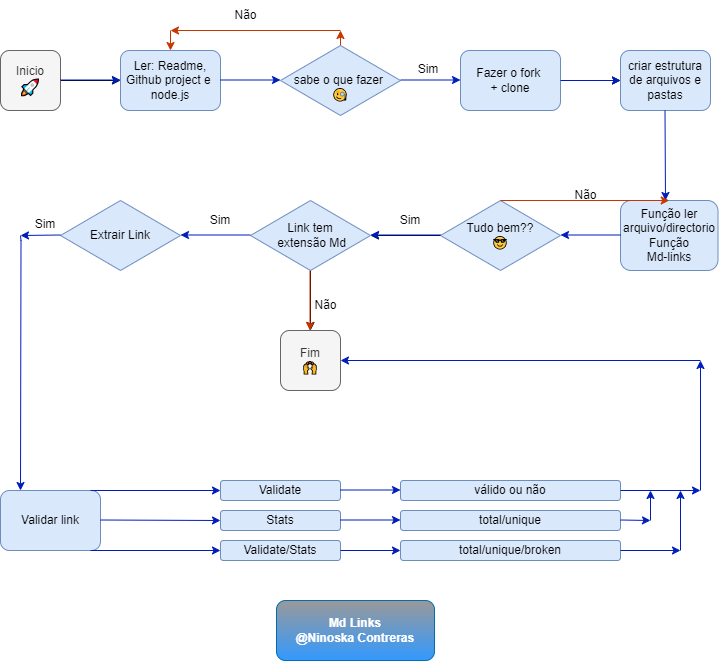 Não
Inicio
Ler: Readme,
Github project e
node.js
sabe o que fazer
Sim
Fazer o fork
+ clone
criar estrutura
de arquivos e
pastas
Não
Sim
Extrair Link
Sim
Link tem
extensão Md
Sim
Tudo bem??
Função ler
arquivo/directorio
Função
Md-links
Não
Fim
Validar link
Validate
válido ou não
Stats
total/unique
Validate/Stats
total/unique/broken
Md Links
@Ninoska Contreras